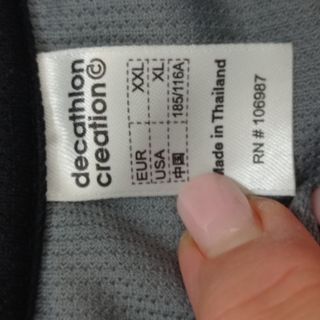 decathlon
creation©
EUR XXL
USA XL
中国 185/116A
Made in Thailand
RN # 106987